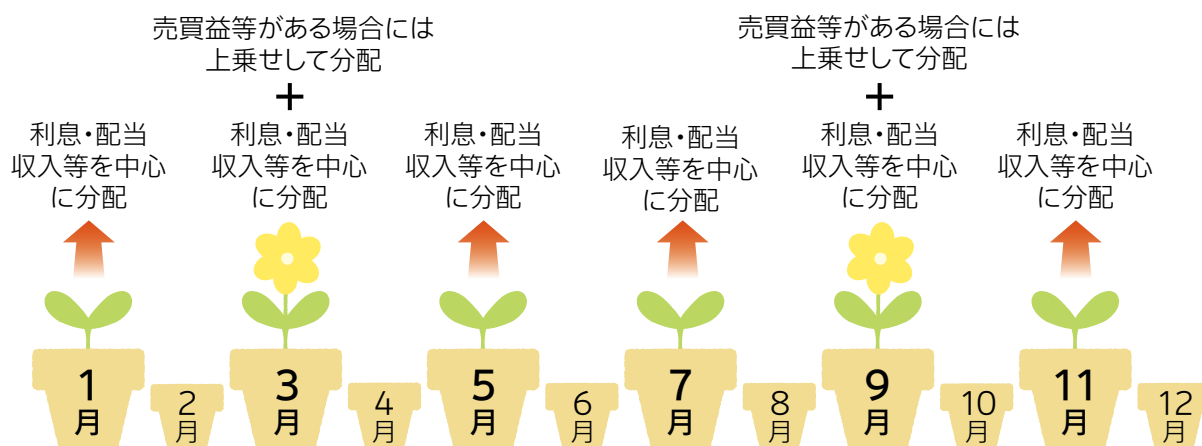 売買益等がある場合には
上乗せして分配
+
売買益等がある場合には
上乗せして分配
+
利息・配当
収入等を中心
に分配
利息・配当
収入等を中心
に分配
利息・配当
収入等を中心
に分配
利息・配当
収入等を中心
に分配
利息・配当
収入等を中心
に分配
利息・配当
収入等を中心
に分配
1
月
2
月
3
月
4
月
5
月
6
月
7
月
8
月
9
月
10
月
11
月
12
月